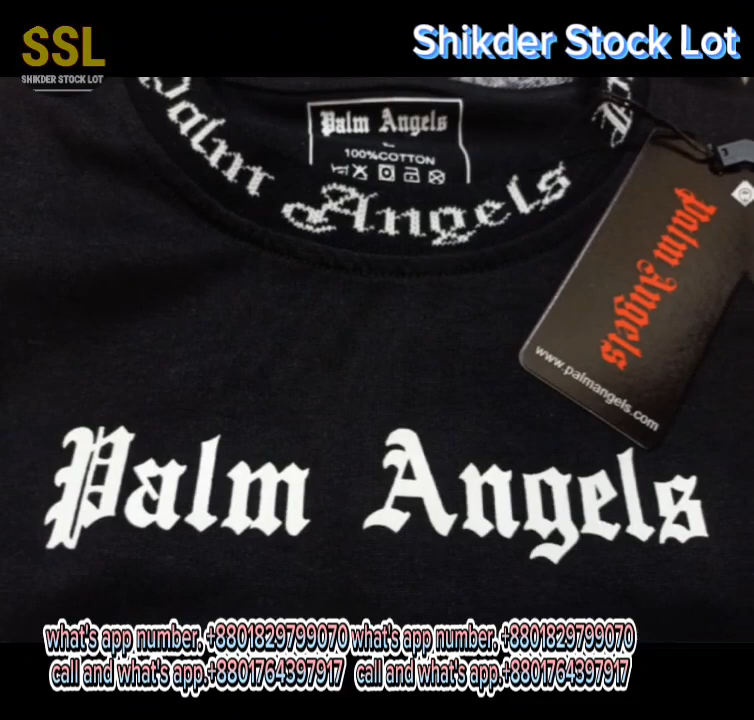 SSL
SHIKDER STOCK LOT
Shikder Stock Lot
Palm Angels
L
100%COTTON
Palm Angels
Palm Angels
www.palmangels.com
Palm Angels
what's app number. +8801829799070 what's app number. +8801829799070
call and what's app.+8801764397917 call and what's app.+8801764397917